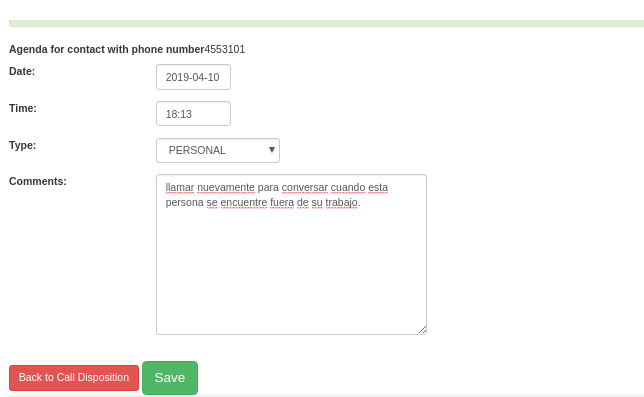 Agenda for contact with phone number4553101
Date:
2019-04-10
Time:
18:13
Type:
PERSONAL
Comments:
llamar nuevamente para conversar cuando esta
persona se encuentre fuera de su trabajo.
Back to Call Disposition
Save